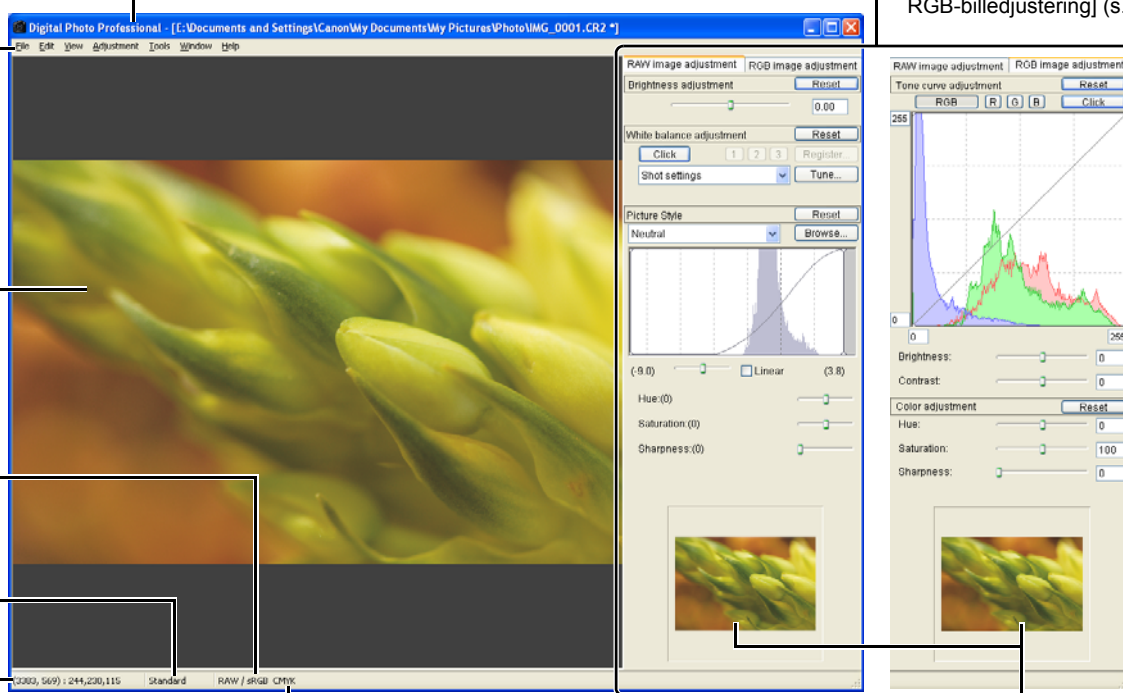 RGB-billedjustering] (s.
Digital Photo Professional - [E:\Documents and Settings\Canon\My Documents\My Pictures\Photo\IMG_0001.CR2 *]
File Edit View Adjustment Tools Window Help
RAW image adjustment RGB image adjustment
Brightness adjustment Reset
0.00
White balance adjustment Reset
Click 1 2 3 Register...
Shot settings Tune...
Picture Style Reset
Neutral Browse...
(-9.0) Linear (3.8)
Hue:(0)
Saturation:(0)
Sharpness:(0)
RAW image adjustment RGB image adjustment
Tone curve adjustment Reset
RGB R G B Click
255
0
0 255
Brightness: 0
Contrast: 0
Color adjustment Reset
Hue: 0
Saturation: 100
Sharpness: 0
(3383, 569) : 244,230,115 Standard RAW / sRGB CMYK